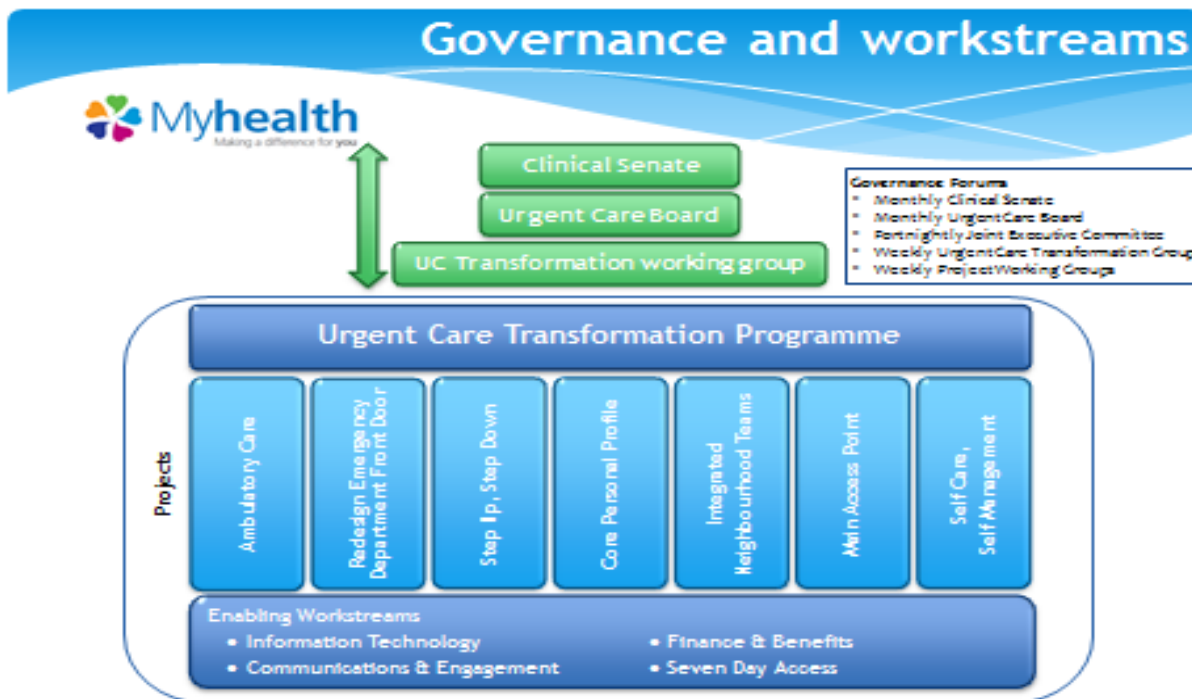 Governance and workstreams
Myhealth
Making a difference for you
Clinical Senate
Urgent Care Board
UC Transformation working group
Governance Forums
• Monthly Clinical Senate
• Monthly Urgent Care Board
• Fortnightly Joint Executive Committee
• Weekly Urgent Care Transformation Group
• Weekly Project Working Groups
Urgent Care Transformation Programme
Projects
Ambulatory Care
Redesign Emergency
Department Front Door
Step Up, Step Down
Core Personal Profile
Integrated
Neighbourhood Teams
Main Access Point
Self Care,
Self Management
Enabling Workstreams
• Information Technology
• Communications & Engagement
• Finance & Benefits
• Seven Day Access